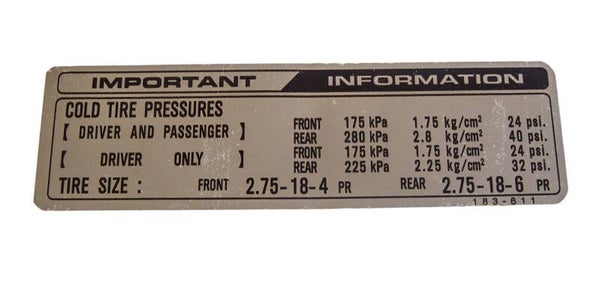 IMPORTANT INFORMATION
COLD TIRE PRESSURES
[ DRIVER AND PASSENGER ] FRONT 175 kPa 1.75 kg/cm² 24 psi.
REAR 280 kPa 2.8 kg/cm² 40 psi.
[ DRIVER ONLY ] FRONT 175 kPa 1.75 kg/cm² 24 psi.
REAR 225 kPa 2.25 kg/cm² 32 psi.
TIRE SIZE : FRONT 2.75-18-4 PR REAR 2.75-18-6 PR
183-611